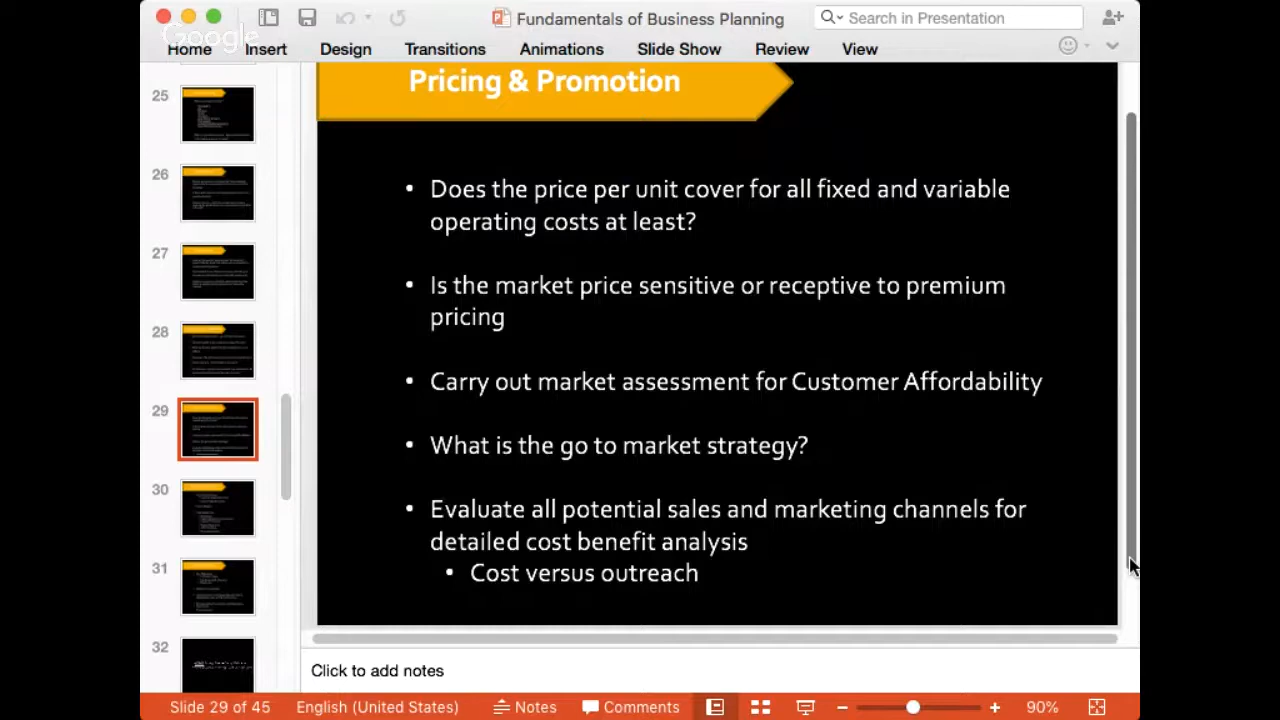 Fundamentals of Business Planning
Search in Presentation
Google
Home Insert Design Transitions Animations Slide Show Review View
25
26
27
28
29
30
31
32
Pricing & Promotion
• Does the price per unit cover for all fixed and variable
operating costs at least?
• Is the market price sensitive or receptive to premium
pricing
• Carry out market assessment for Customer Affordability
• What is the go to market strategy?
• Evaluate all potential sales and marketing channels for
detailed cost benefit analysis
• Cost versus outreach
Click to add notes
Slide 29 of 45 English (United States) Notes Comments 90%